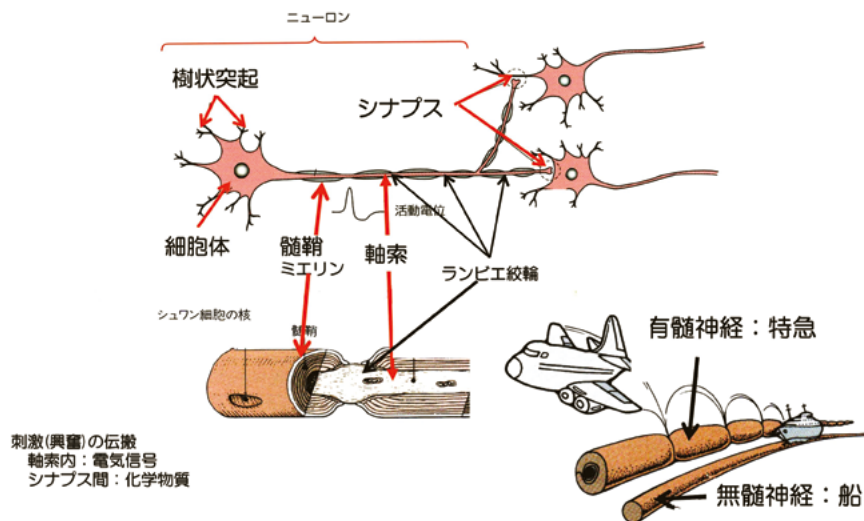 ニューロン
樹状突起
シナプス
活動電位
細胞体
髄鞘
ミエリン
軸索
ランビエ絞輪
シュワン細胞の核
髄鞘
有髄神経：特急
刺激(興奮)の伝搬
軸索内：電気信号
シナプス間：化学物質
無髄神経：船